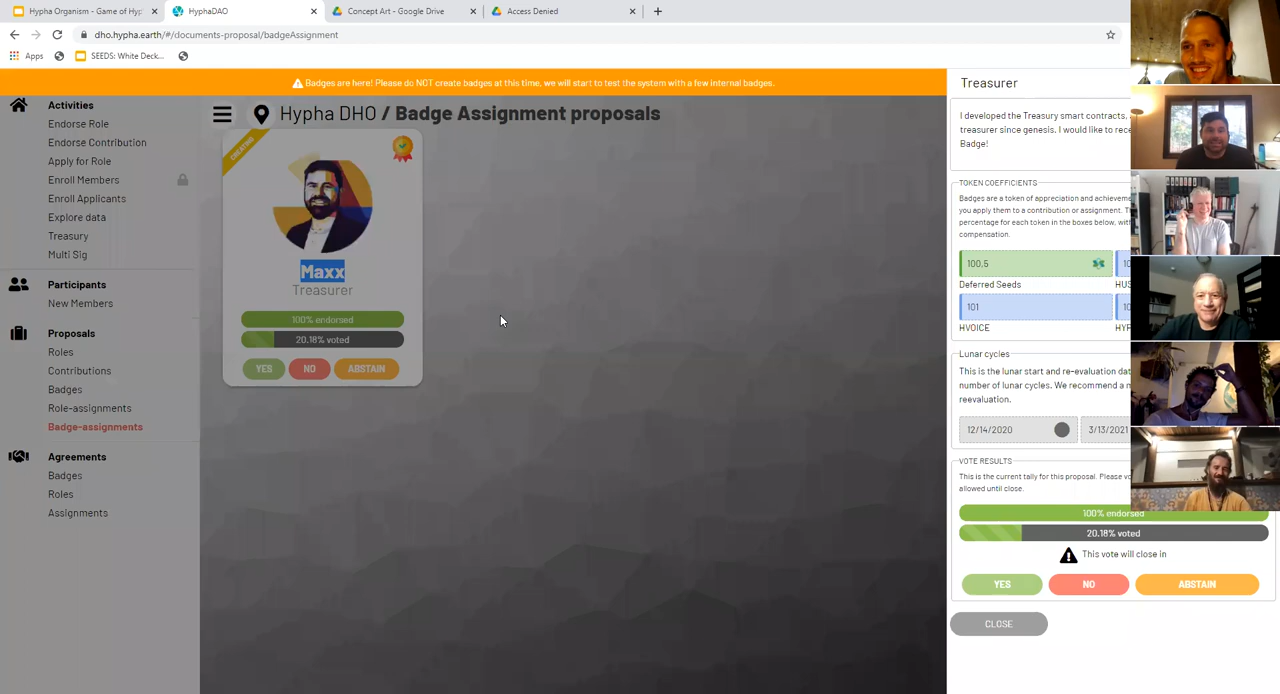 Hypha Organism - Game of Hyp
HyphaDAO
Concept Art - Google Drive
Access Denied
dho.hypha.earth/#/documents-proposal/badgeAssignment
Apps
SEEDS: White Deck...
Badges are here! Please do NOT create badges at this time, we will start to test the system with a few internal badges.
Activities
Endorse Role
Endorse Contribution
Apply for Role
Enroll Members
Enroll Applicants
Explore data
Treasury
Multi Sig
Participants
New Members
Proposals
Roles
Contributions
Badges
Role-assignments
Badge-assignments
Agreements
Badges
Roles
Assignments
Hypha DHO / Badge Assignment proposals
CREATING
Maxx
Treasurer
100% endorsed
20.18% voted
YES NO ABSTAIN
Treasurer
I developed the Treasury smart contracts,
treasurer since genesis. I would like to rece
Badge!
TOKEN COEFFICIENTS
Badges are a token of appreciation and achieveme
you apply them to a contribution or assignment. Th
percentage for each token in the boxes below, with
compensation.
100,5 10
Deferred Seeds HUS
101 10
HVOICE HYP
Lunar cycles
This is the lunar start and re-evaluation dat
number of lunar cycles. We recommend a m
reevaluation.
12/14/2020 3/13/2021
VOTE RESULTS
This is the current tally for this proposal. Please vo
allowed until close.
100% endorsed
20.18% voted
This vote will close in
YES NO ABSTAIN
CLOSE